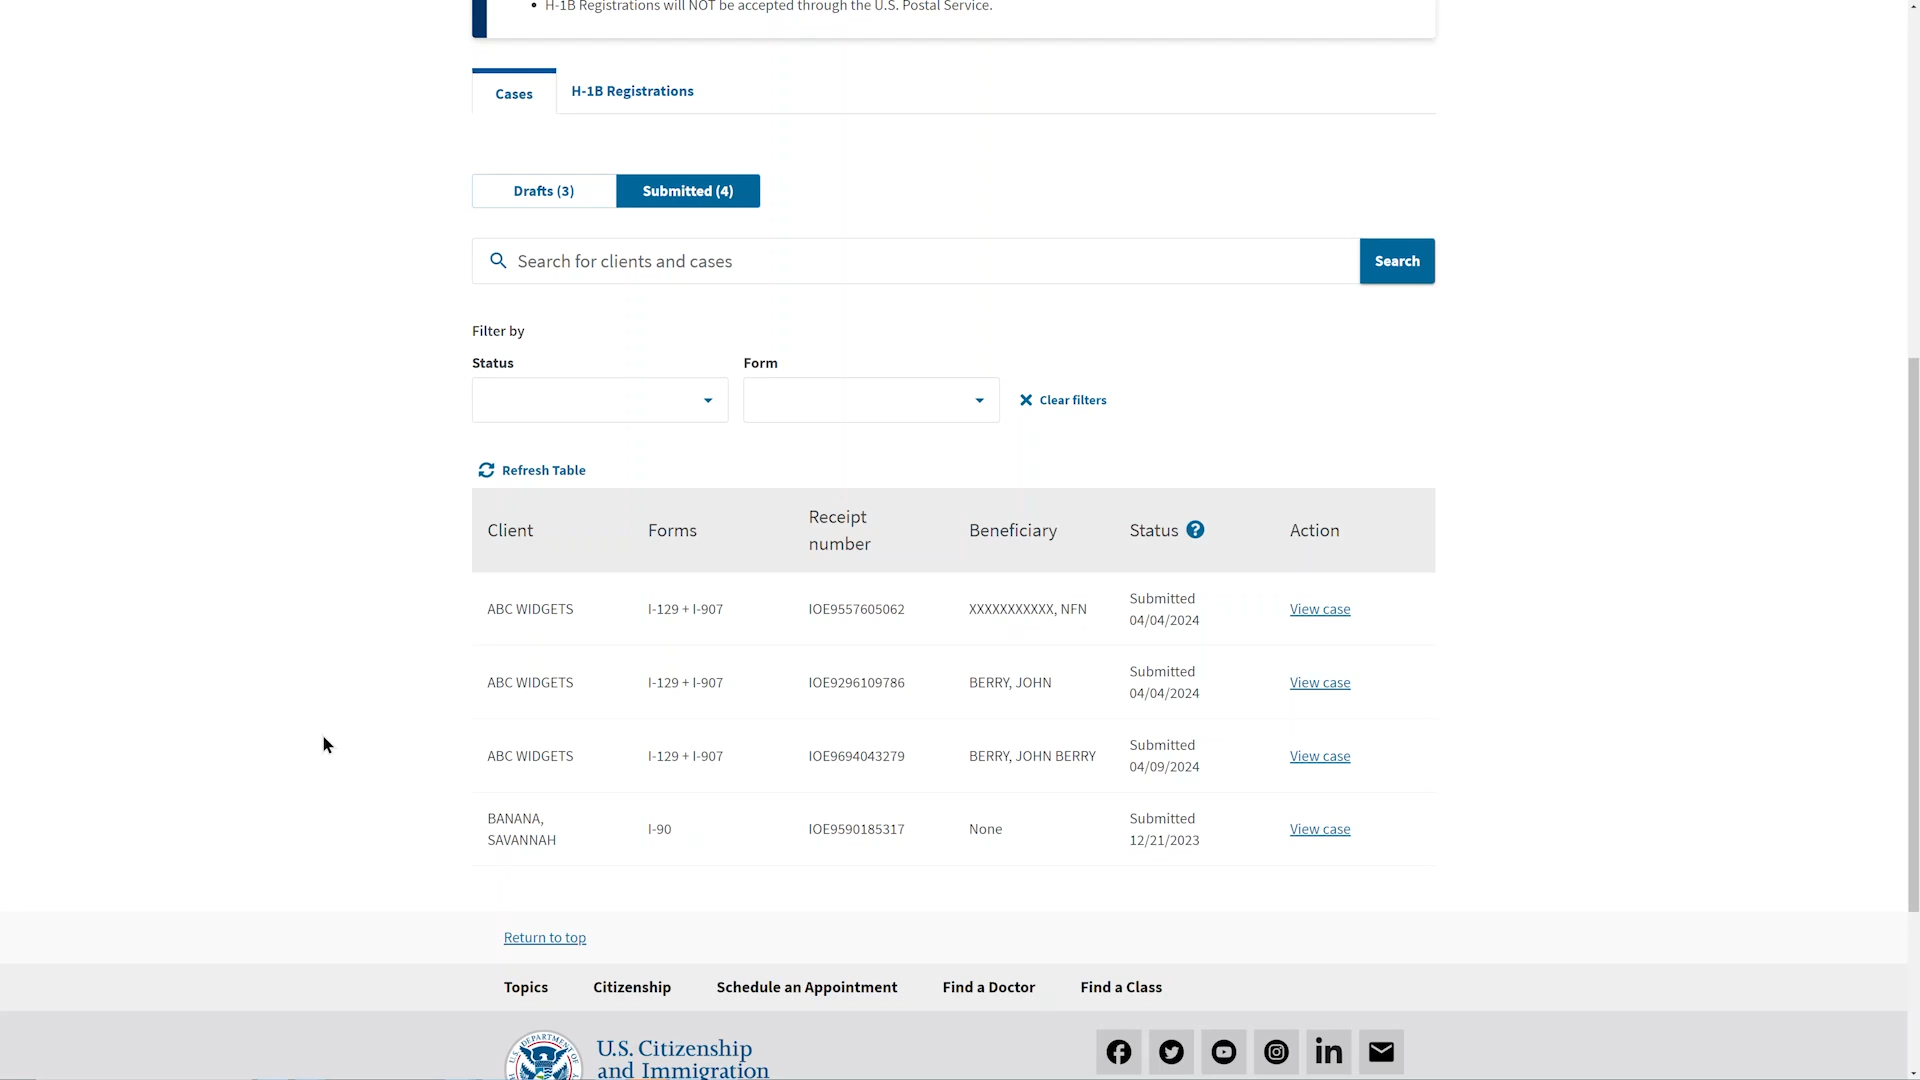 H-1B Registrations will NOT be accepted through the U.S. Postal Service.
Cases
H-1B Registrations
Drafts (3)
Submitted (4)
Search for clients and cases
Search
Filter by
Status
Form
Clear filters
Refresh Table
Client
Forms
Receipt
number
Beneficiary
Status
Action
ABC WIDGETS
I-129 + I-907
IOE9557605062
XXXXXXXXXXX, NFN
Submitted
04/04/2024
View case
ABC WIDGETS
I-129 + I-907
IOE9296109786
BERRY, JOHN
Submitted
04/04/2024
View case
ABC WIDGETS
I-129 + I-907
IOE9694043279
BERRY, JOHN BERRY
Submitted
04/09/2024
View case
BANANA,
SAVANNAH
I-90
IOE9590185317
None
Submitted
12/21/2023
View case
Return to top
Topics
Citizenship
Schedule an Appointment
Find a Doctor
Find a Class
U.S. Citizenship
and Immigration